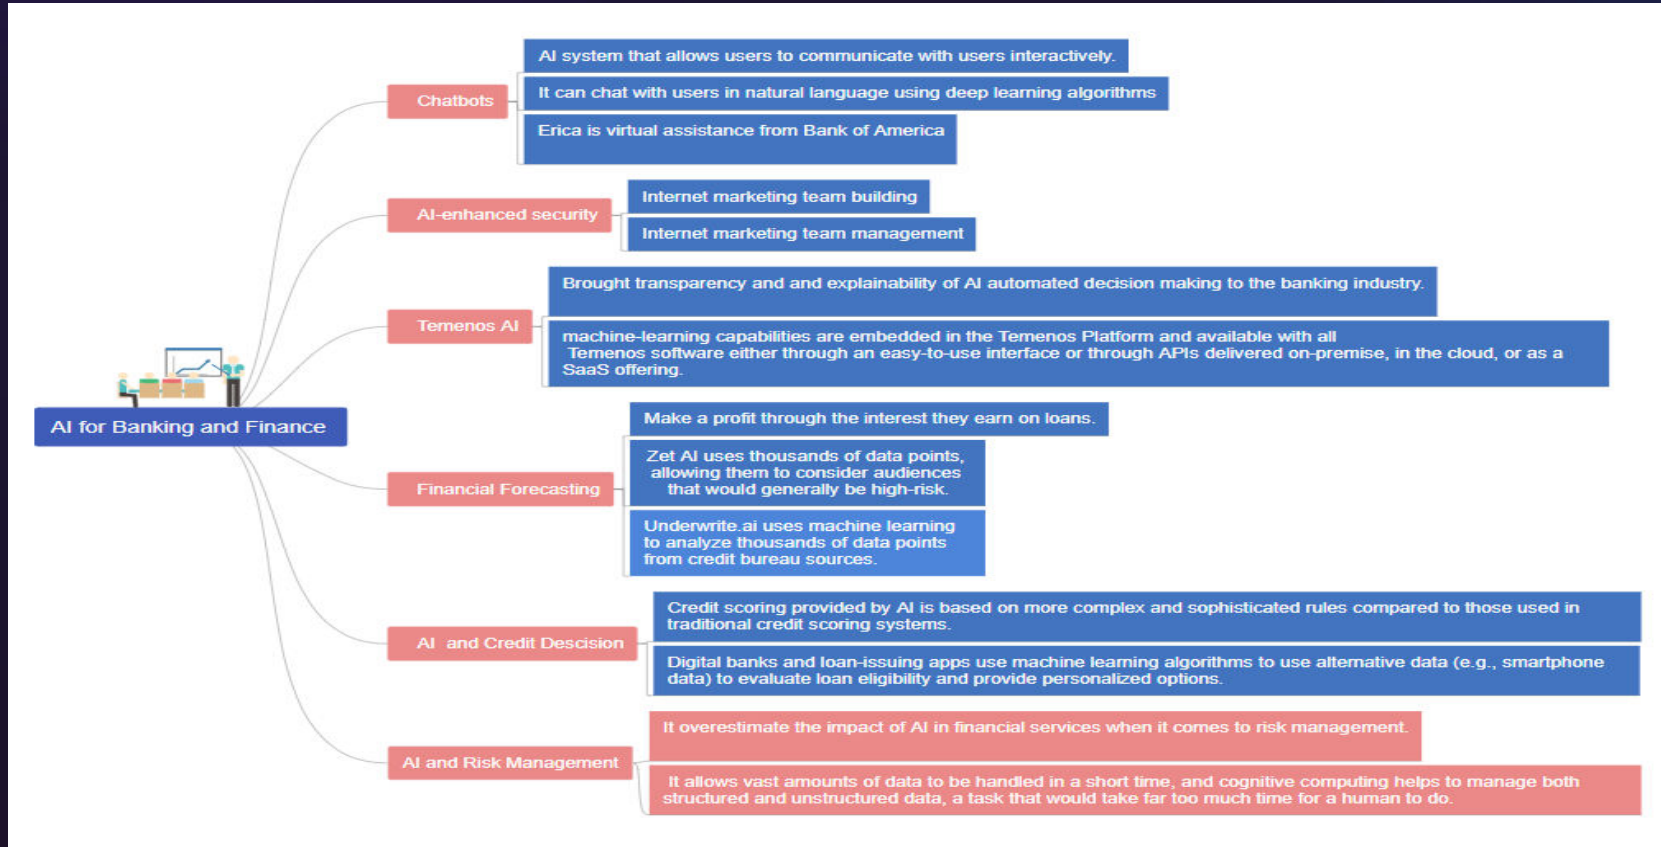 AI for Banking and Finance
Chatbots
AI system that allows users to communicate with users interactively.
It can chat with users in natural language using deep learning algorithms
Erica is virtual assistance from Bank of America
AI-enhanced security
Internet marketing team building
Internet marketing team management
Temenos AI
Brought transparency and and explainability of AI automated decision making to the banking industry.
machine-learning capabilities are embedded in the Temenos Platform and available with all
Temenos software either through an easy-to-use interface or through APIs delivered on-premise, in the cloud, or as a
SaaS offering.
Financial Forecasting
Make a profit through the interest they earn on loans.
Zet AI uses thousands of data points,
allowing them to consider audiences
that would generally be high-risk.
Underwrite.ai uses machine learning
to analyze thousands of data points
from credit bureau sources.
AI and Credit Descision
Credit scoring provided by AI is based on more complex and sophisticated rules compared to those used in
traditional credit scoring systems.
Digital banks and loan-issuing apps use machine learning algorithms to use alternative data (e.g., smartphone
data) to evaluate loan eligibility and provide personalized options.
AI and Risk Management
It overestimate the impact of AI in financial services when it comes to risk management.
It allows vast amounts of data to be handled in a short time, and cognitive computing helps to manage both
structured and unstructured data, a task that would take far too much time for a human to do.